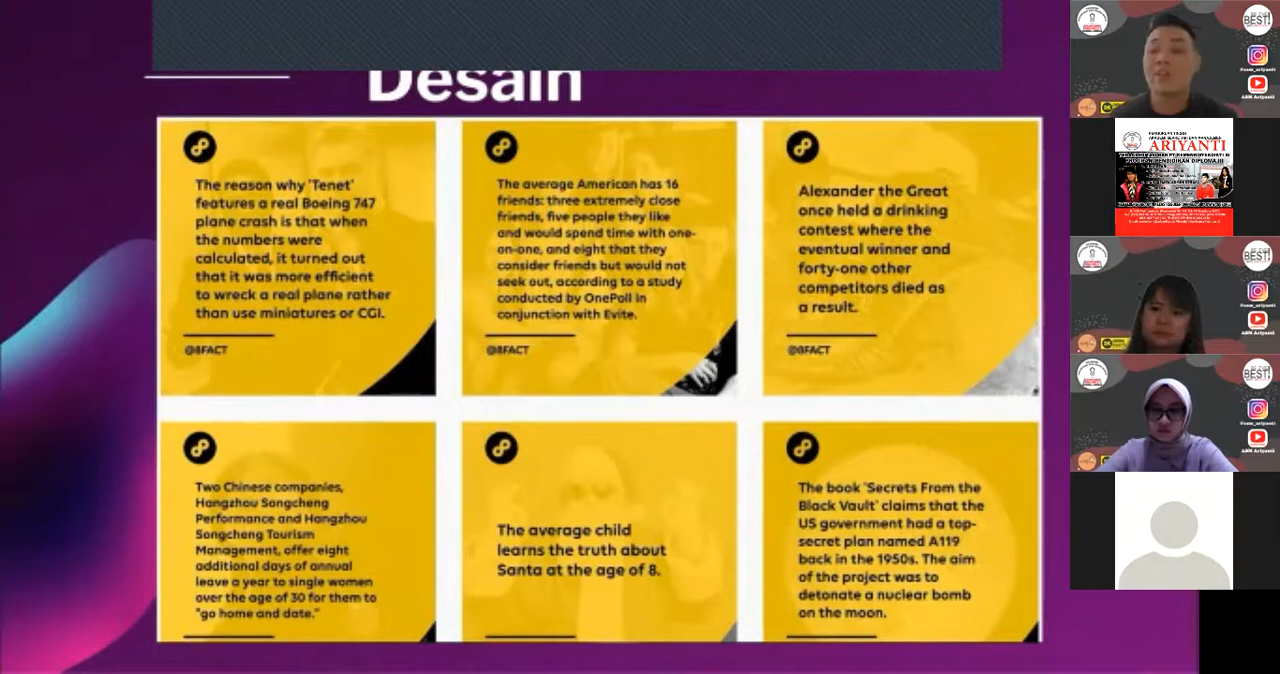 Desain
The reason why 'Tenet'
features a real Boeing 747
plane crash is that when
the numbers were
calculated, it turned out
that it was more efficient
to wreck a real plane rather
than use miniatures or CGI.
@8FACT
The average American has 16
friends: three extremely close
friends, five people they like
and would spend time with one-
on-one, and eight that they
consider friends but would not
seek out, according to a study
conducted by OnePoll in
conjunction with Evite.
@8FACT
Alexander the Great
once held a drinking
contest where the
eventual winner and
forty-one other
competitors died as
a result.
@8FACT
Two Chinese companies,
Hangzhou Songcheng
Performance and Hangzhou
Songcheng Tourism
Management, offer eight
additional days of annual
leave a year to single women
over the age of 30 for them to
"go home and date."
The average child
learns the truth about
Santa at the age of 8.
The book 'Secrets From the
Black Vault' claims that the
US government had a top-
secret plan named A119
back in the 1950s. The aim
of the project was to
detonate a nuclear bomb
on the moon.
BEST!
ASM Ariyanti
ARIYANTI
BEST!
ASM Ariyanti
BEST!
ASM Ariyanti